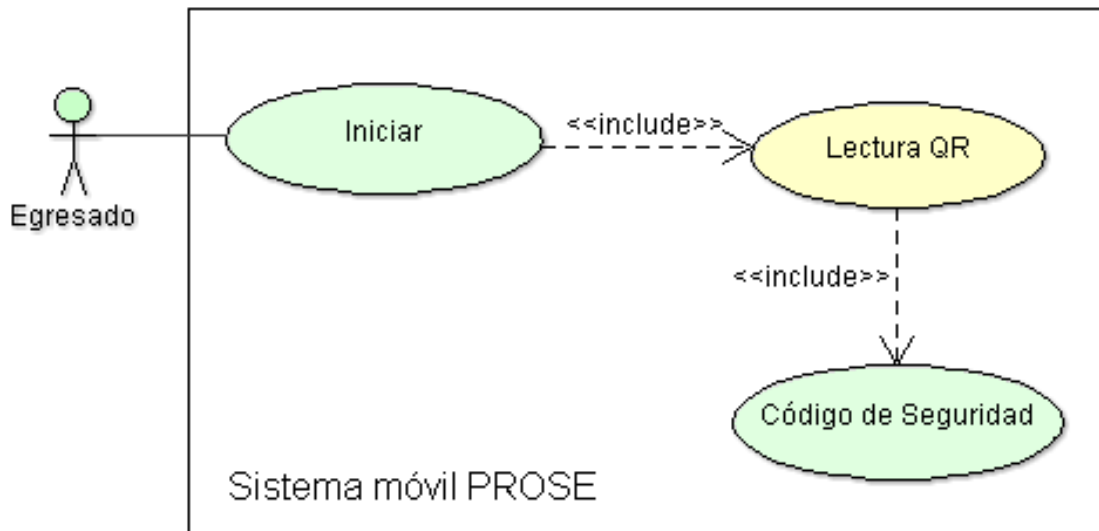 Iniciar
<<include>>
Lectura QR
Egresado
<<include>>
Código de Seguridad
Sistema móvil PROSE